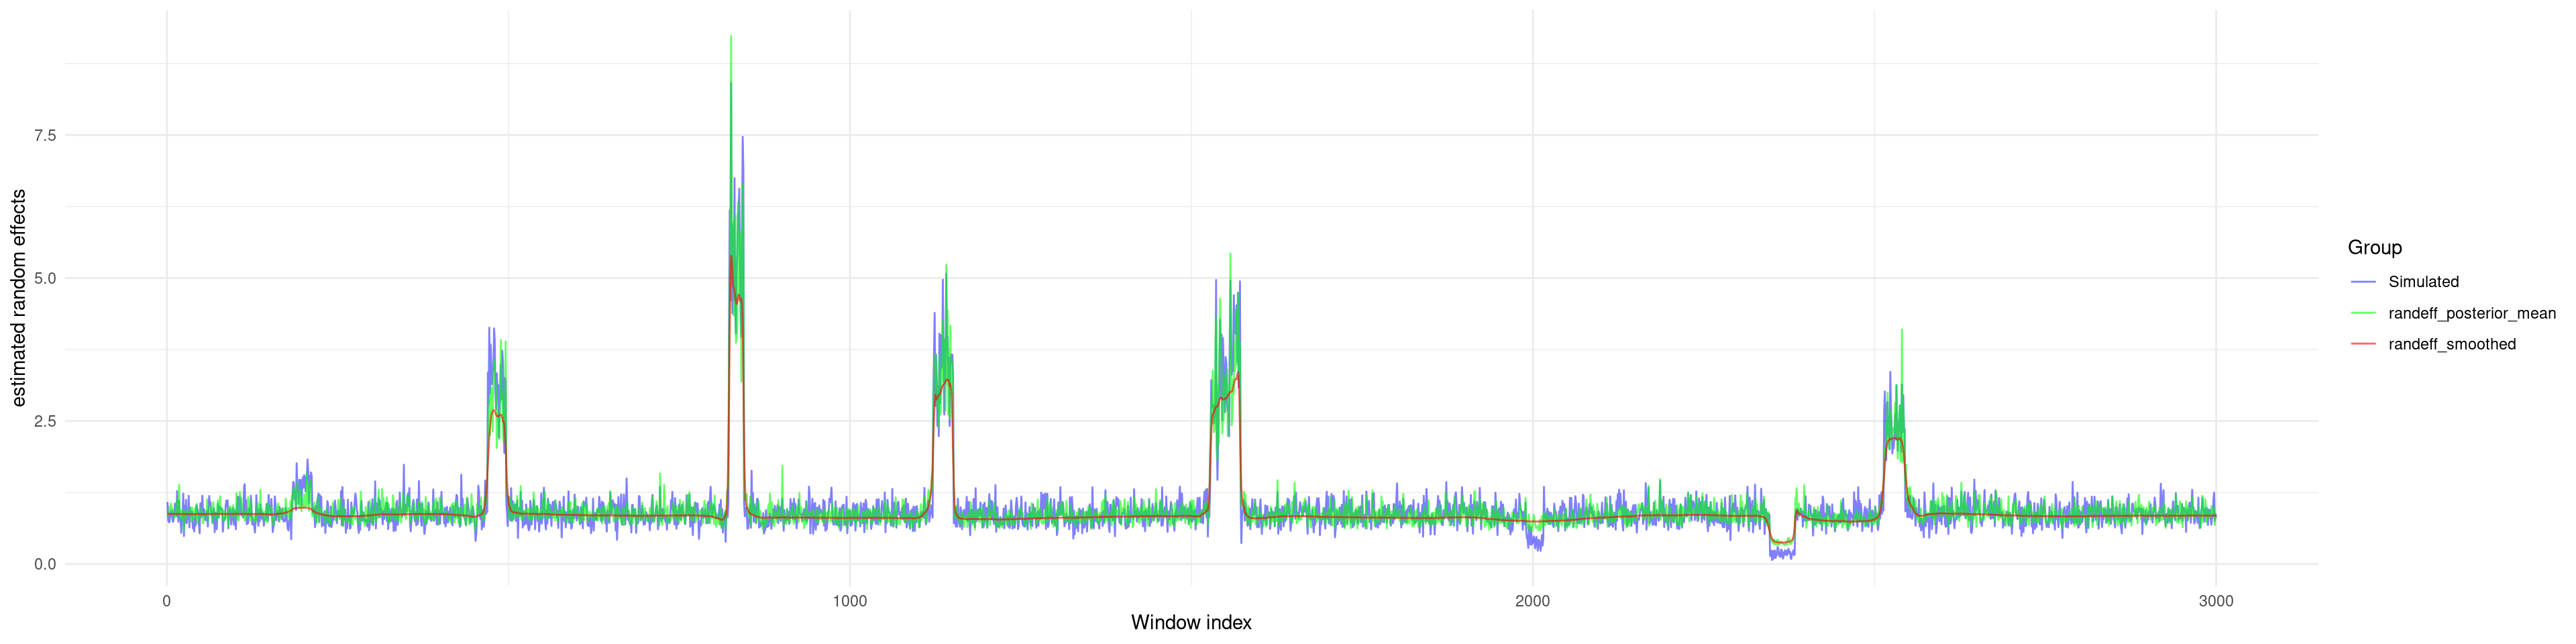 estimated random effects
7.5
5.0
2.5
0.0
0
1000
2000
3000
Window index
Group
Simulated
randeff_posterior_mean
randeff_smoothed